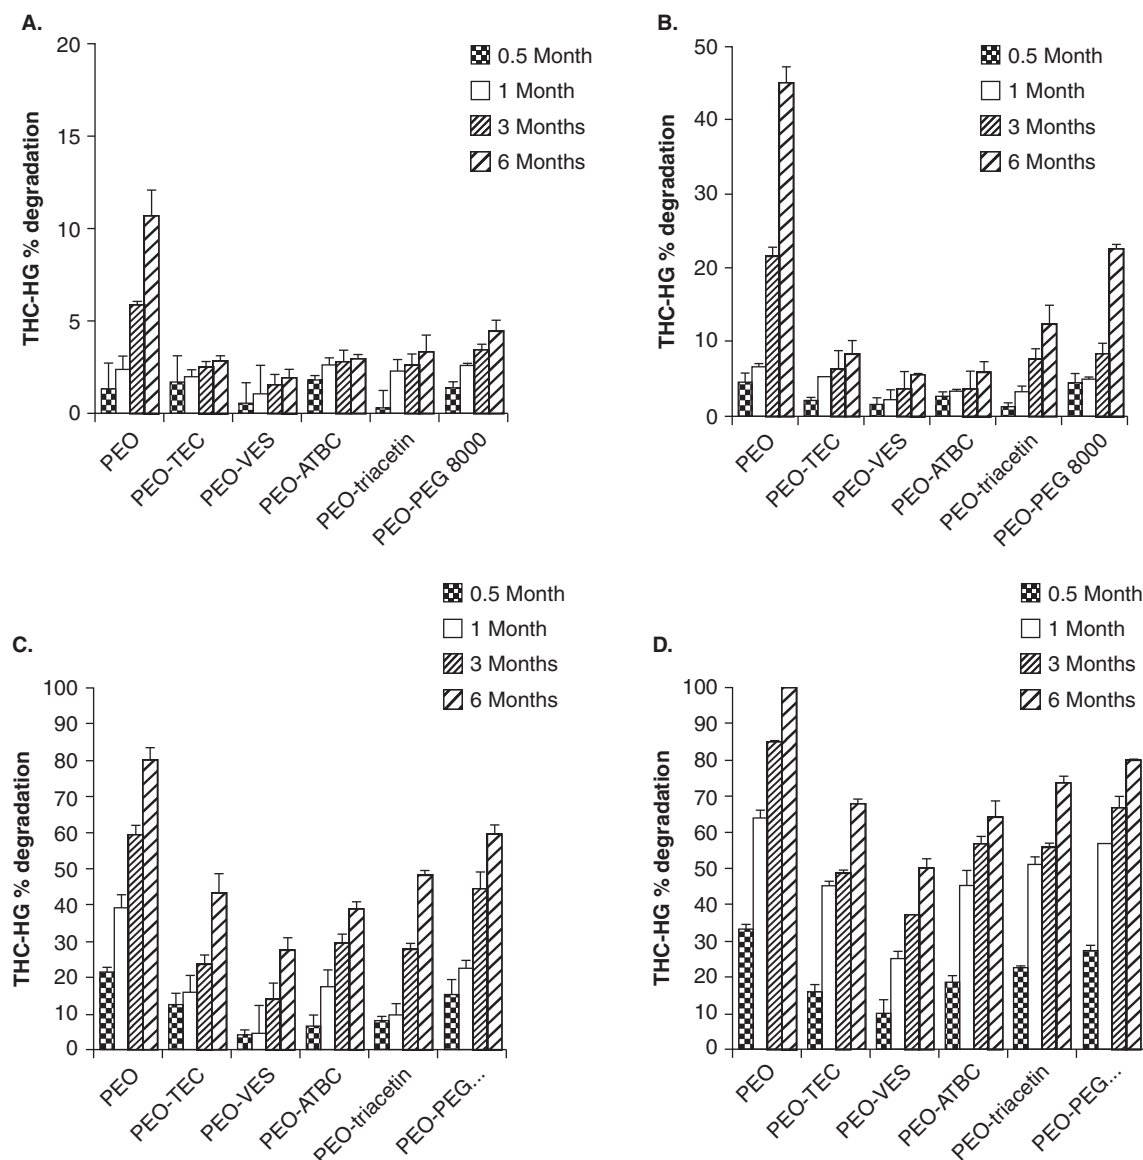 A.
20
15
10
5
0
THC-HG % degradation
0.5 Month
1 Month
3 Months
6 Months
PEO
PEO-TEC
PEO-VES
PEO-ATBC
PEO-triacetin
PEO-PEG 8000
B.
50
40
30
20
10
0
THC-HG % degradation
0.5 Month
1 Month
3 Months
6 Months
PEO
PEO-TEC
PEO-VES
PEO-ATBC
PEO-triacetin
PEO-PEG 8000
C.
100
90
80
70
60
50
40
30
20
10
0
THC-HG % degradation
0.5 Month
1 Month
3 Months
6 Months
PEO
PEO-TEC
PEO-VES
PEO-ATBC
PEO-triacetin
PEO-PEG...
D.
100
90
80
70
60
50
40
30
20
10
0
THC-HG % degradation
0.5 Month
1 Month
3 Months
6 Months
PEO
PEO-TEC
PEO-VES
PEO-ATBC
PEO-triacetin
PEO-PEG...